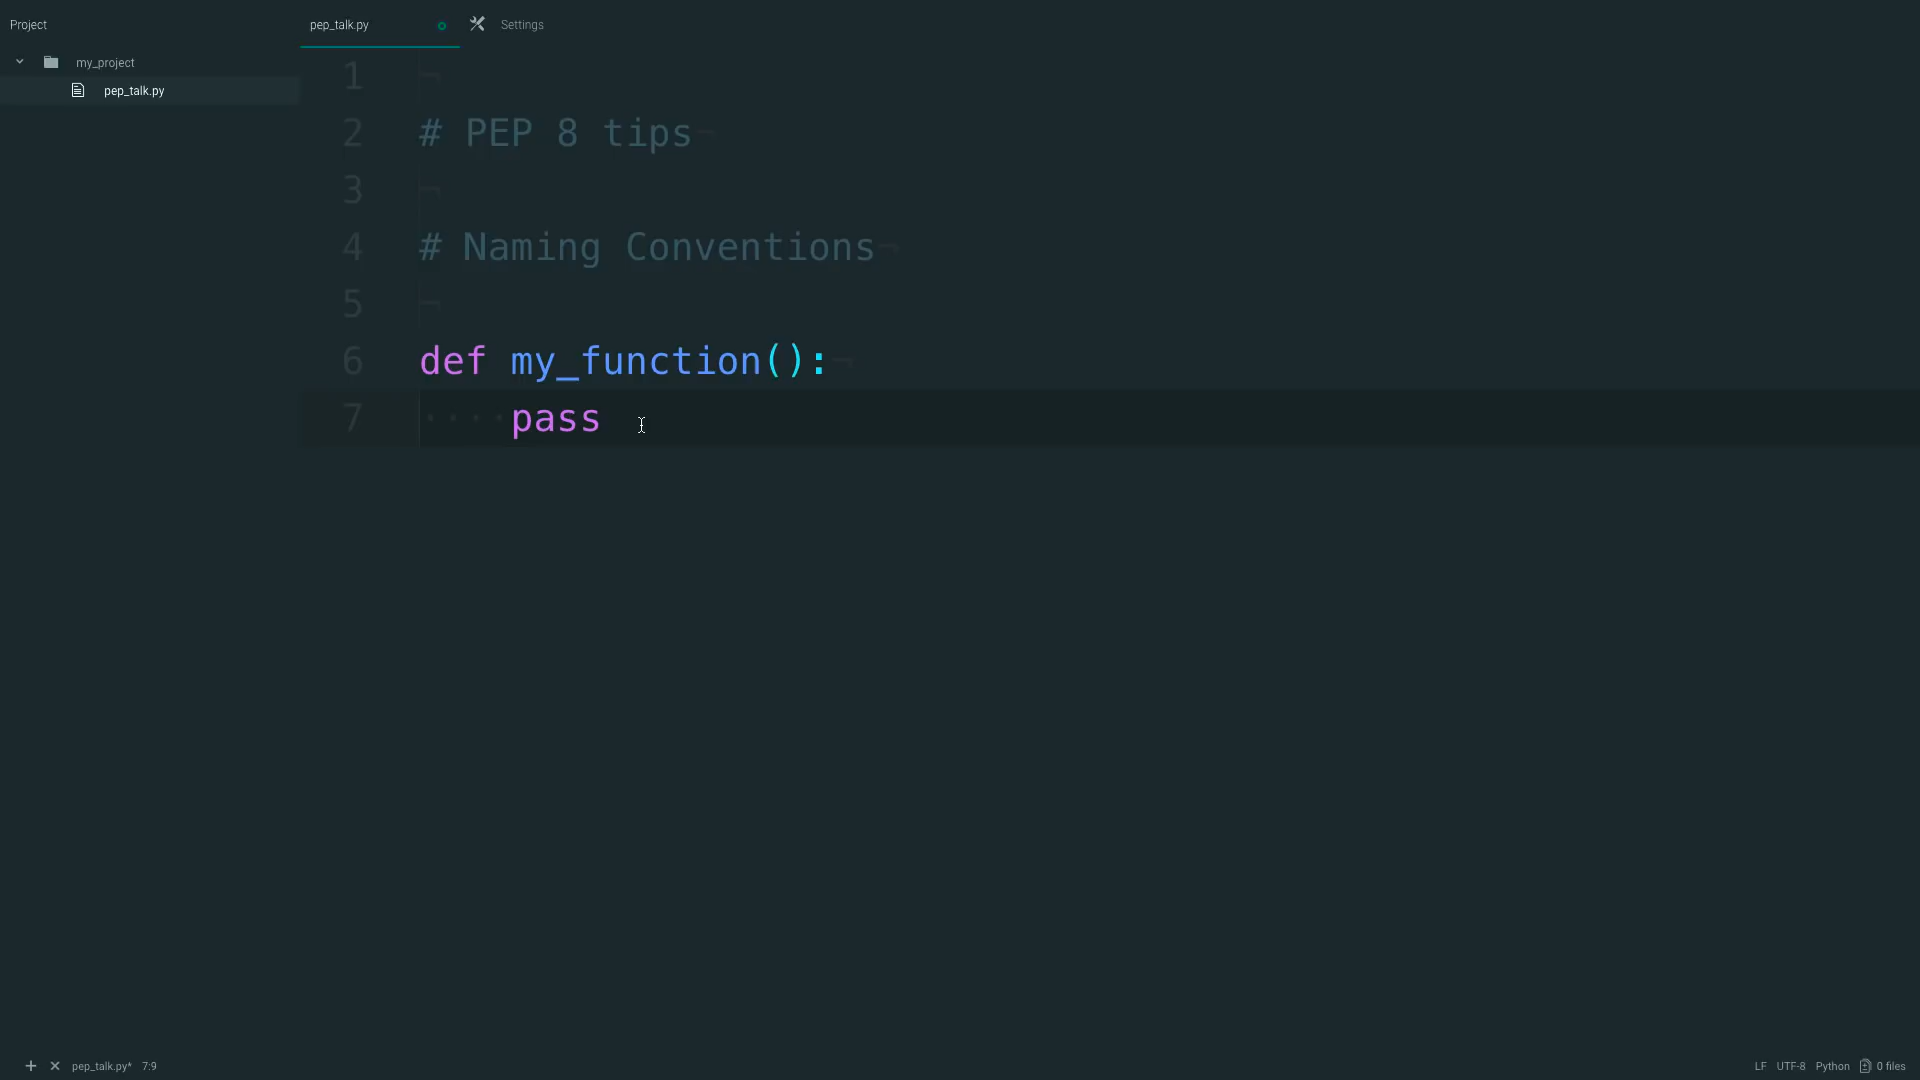 Project
pep_talk.py
Settings
my_project
pep_talk.py
1
2 # PEP 8 tips
3
4 # Naming Conventions
5
6 def my_function():
7     pass
pep_talk.py* 7:9
LF UTF-8 Python 0 files